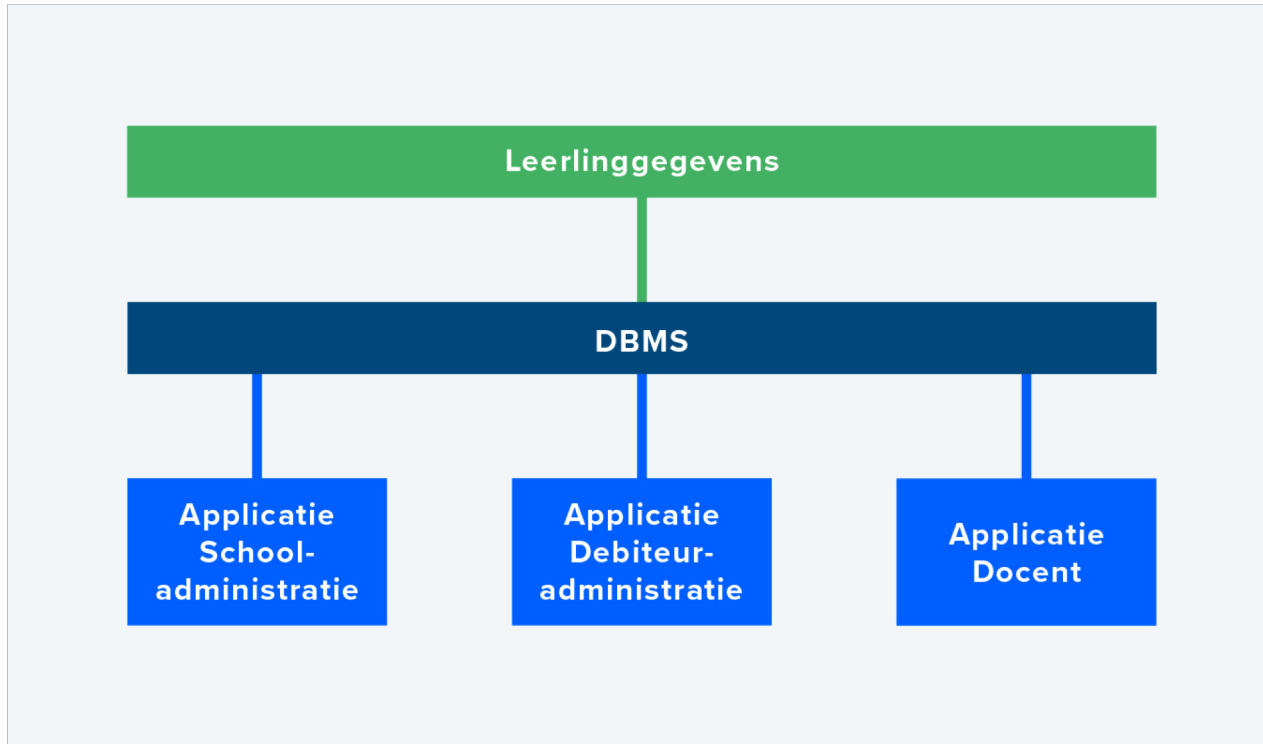 Leerlinggegevens
DBMS
Applicatie
School-
administratie
Applicatie
Debiteur-
administratie
Applicatie
Docent